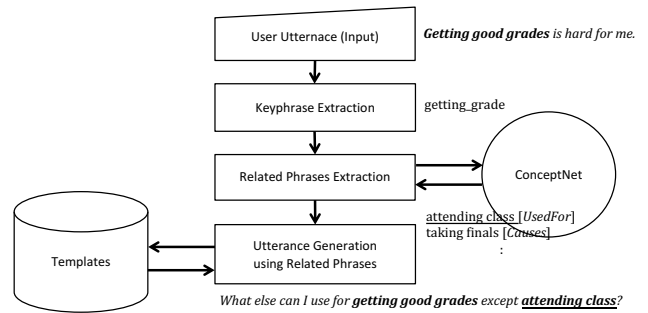 User Utternace (Input)
Getting good grades is hard for me.
Keyphrase Extraction
getting_grade
Related Phrases Extraction
ConceptNet
attending class [UsedFor]
taking finals [Causes]
:
Templates
Utterance Generation
using Related Phrases
What else can I use for getting good grades except attending class?